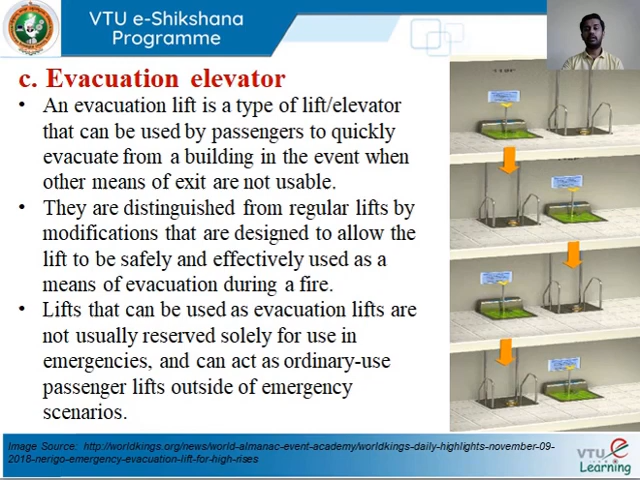 VTU e-Shikshana
Programme
c. Evacuation elevator
• An evacuation lift is a type of lift/elevator
that can be used by passengers to quickly
evacuate from a building in the event when
other means of exit are not usable.
• They are distinguished from regular lifts by
modifications that are designed to allow the
lift to be safely and effectively used as a
means of evacuation during a fire.
• Lifts that can be used as evacuation lifts are
not usually reserved solely for use in
emergencies, and can act as ordinary-use
passenger lifts outside of emergency
scenarios.
Image Source: http://worldkings.org/news/world-almanac-event-academy/worldkings-daily-highlights-november-09-
2018-nerigo-emergency-evacuation-lift-for-high-rises
VTU e
Learning